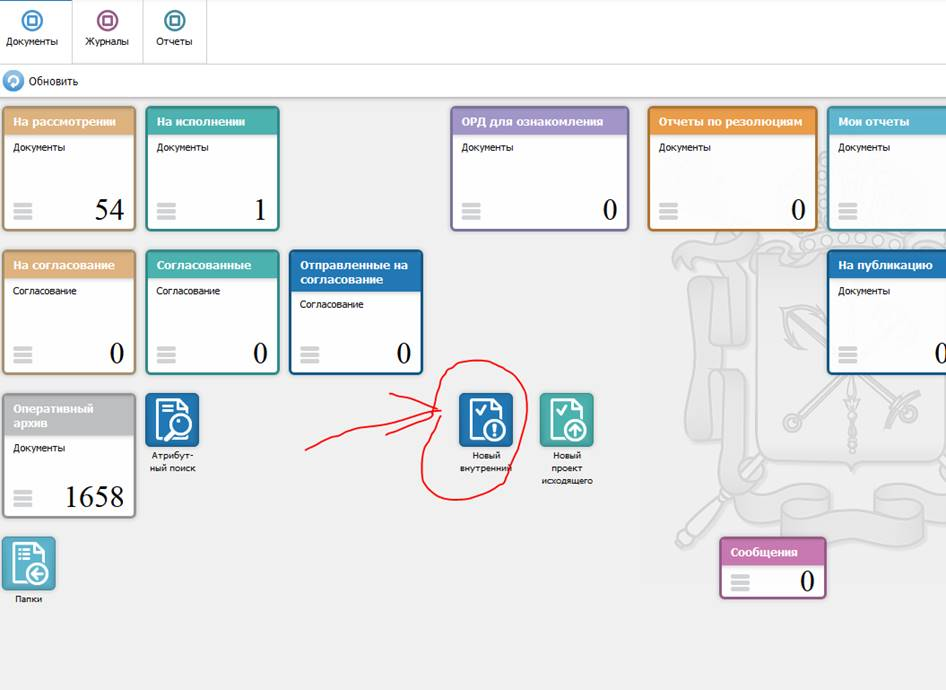 Документы
Журналы
Отчеты
Обновить
На рассмотрении
Документы
54
На исполнении
Документы
1
ОРД для ознакомления
Документы
0
Отчеты по резолюциям
Документы
0
Мои отчеты
Документы
На согласование
Согласование
0
Согласованные
Согласование
0
Отправленные на
согласование
Согласование
0
На публикацию
Документы
0
Оперативный
архив
Документы
1658
Атрибут-
ный поиск
Новый
внутренний
Новый
проект
исходящего
Папки
Сообщения
0